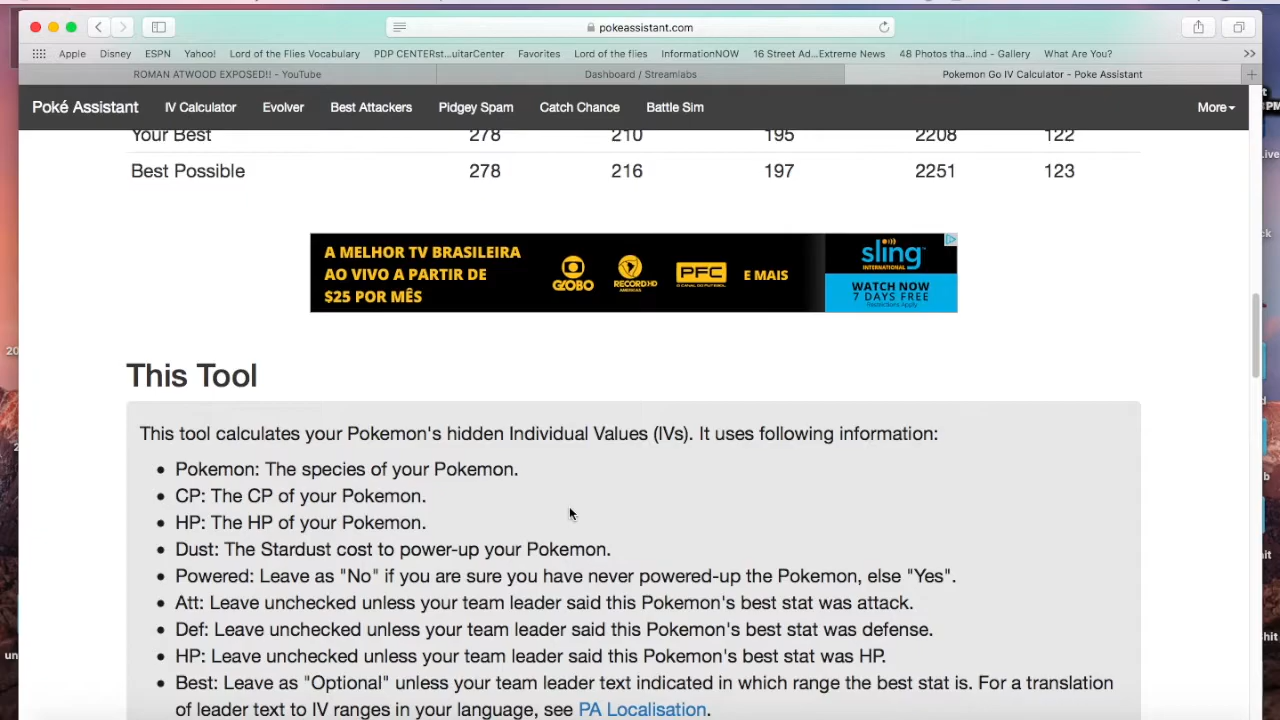 pokeassistant.com
Apple Disney ESPN Yahoo! Lord of the Flies Vocabulary PDP CENTERst...uitarCenter Favorites Lord of the flies InformationNOW 16 Street Ad...Extreme News 48 Photos tha...ind - Gallery What Are You? >>
ROMAN ATWOOD EXPOSED!! - YouTube Dashboard / Streamlabs Pokemon Go IV Calculator - Poke Assistant +
Poké Assistant IV Calculator Evolver Best Attackers Pidgey Spam Catch Chance Battle Sim More
Your Best 278 210 195 2208 122
Best Possible 278 216 197 2251 123
A MELHOR TV BRASILEIRA
AO VIVO A PARTIR DE
$25 POR MÊS
GLOBO
RECORD HD
PFC
E MAIS
sling
INTERNATIONAL
WATCH NOW
7 DAYS FREE
Restrictions Apply
This Tool
This tool calculates your Pokemon's hidden Individual Values (IVs). It uses following information:
• Pokemon: The species of your Pokemon.
• CP: The CP of your Pokemon.
• HP: The HP of your Pokemon.
• Dust: The Stardust cost to power-up your Pokemon.
• Powered: Leave as "No" if you are sure you have never powered-up the Pokemon, else "Yes".
• Att: Leave unchecked unless your team leader said this Pokemon's best stat was attack.
• Def: Leave unchecked unless your team leader said this Pokemon's best stat was defense.
• HP: Leave unchecked unless your team leader said this Pokemon's best stat was HP.
• Best: Leave as "Optional" unless your team leader text indicated in which range the best stat is. For a translation
of leader text to IV ranges in your language, see PA Localisation.